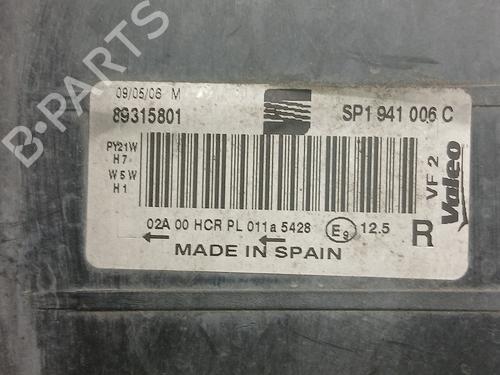 B-PARTS
09/05/06 M
89315801
SP1 941 006 C
PY21W
H7
W5W
H1
VF 2
Valeo
02A 00 HCR PL 011a 5428 E9 12.5
R
MADE IN SPAIN